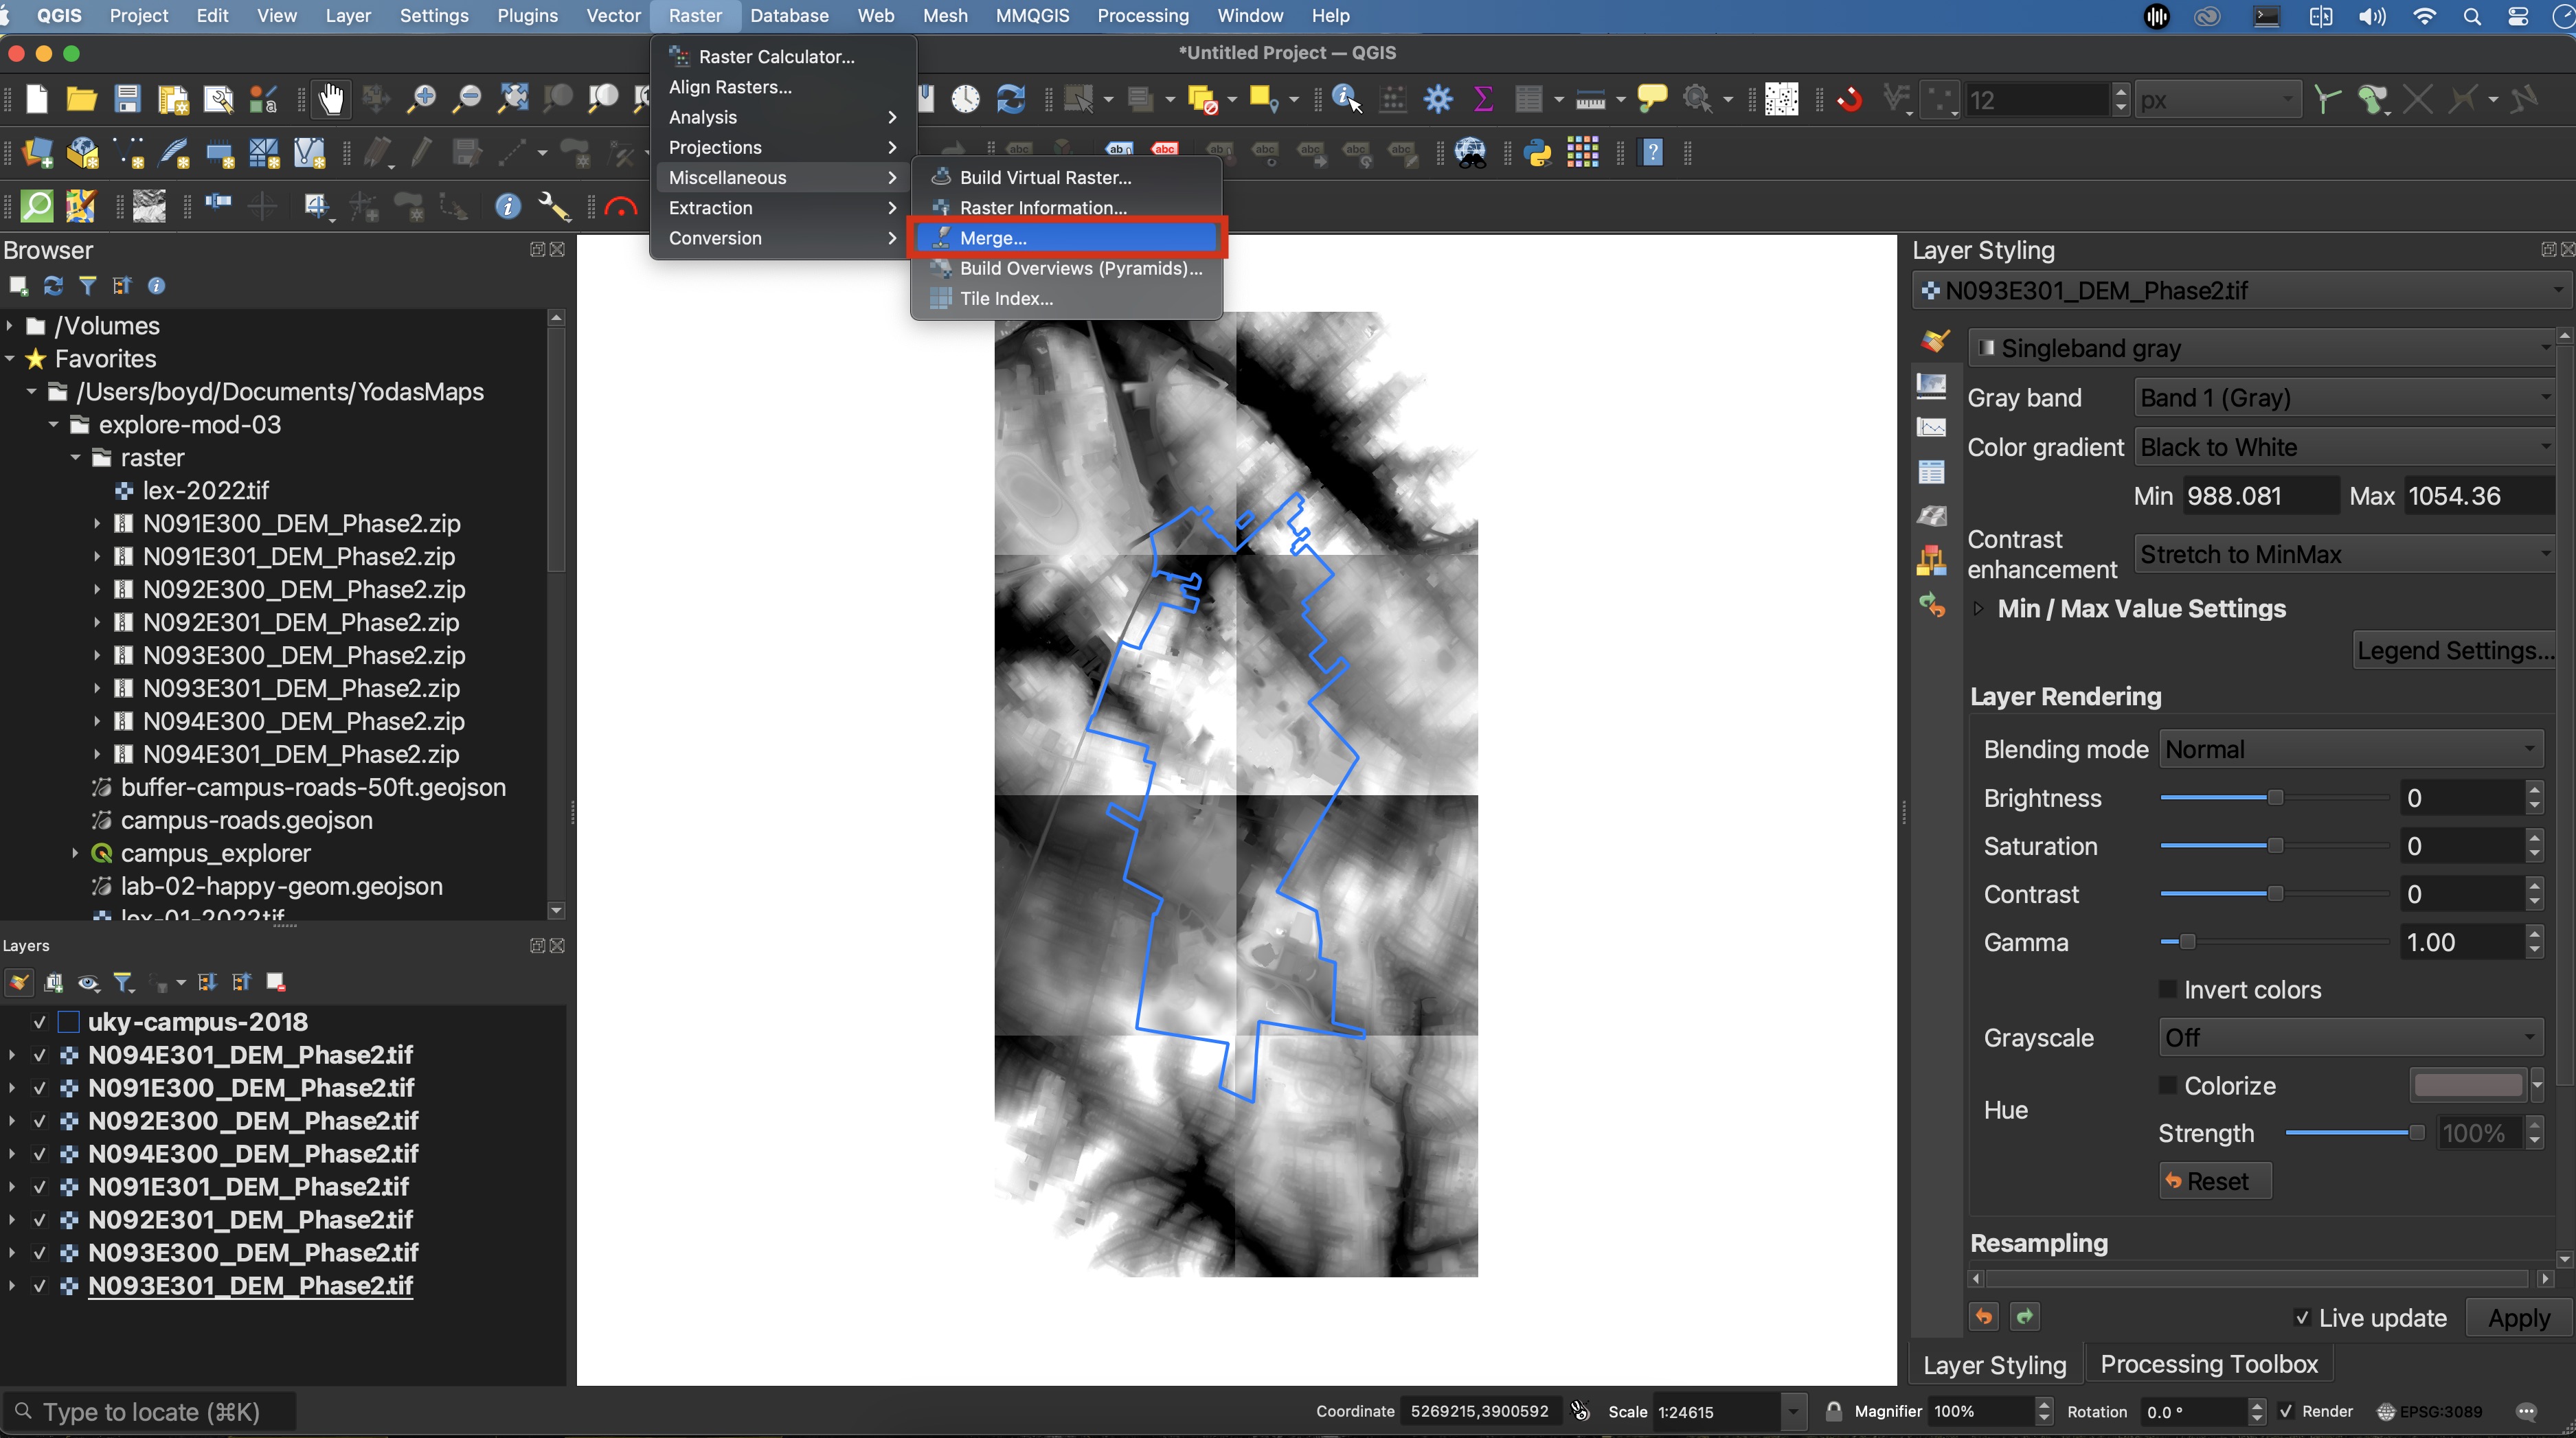 QGIS Project Edit View Layer Settings Plugins Vector Raster Database Web Mesh MMQGIS Processing Window Help
*Untitled Project — QGIS
Raster Calculator...
Align Rasters...
Analysis
Projections
Miscellaneous
Extraction
Conversion
Build Virtual Raster...
Raster Information...
Merge...
Build Overviews (Pyramids)...
Tile Index...
12 px
abc
abc
Browser
/Volumes
Favorites
/Users/boyd/Documents/YodasMaps
explore-mod-03
raster
lex-2022.tif
N091E300_DEM_Phase2.zip
N091E301_DEM_Phase2.zip
N092E300_DEM_Phase2.zip
N092E301_DEM_Phase2.zip
N093E300_DEM_Phase2.zip
N093E301_DEM_Phase2.zip
N094E300_DEM_Phase2.zip
N094E301_DEM_Phase2.zip
buffer-campus-roads-50ft.geojson
campus-roads.geojson
campus_explorer
lab-02-happy-geom.geojson
lex-01-2022.tif
Layers
uky-campus-2018
N094E301_DEM_Phase2.tif
N091E300_DEM_Phase2.tif
N092E300_DEM_Phase2.tif
N094E300_DEM_Phase2.tif
N091E301_DEM_Phase2.tif
N092E301_DEM_Phase2.tif
N093E300_DEM_Phase2.tif
N093E301_DEM_Phase2.tif
Layer Styling
N093E301_DEM_Phase2.tif
Singleband gray
Gray band Band 1 (Gray)
Color gradient Black to White
Min 988.081 Max 1054.36
Contrast enhancement Stretch to MinMax
Min / Max Value Settings
Legend Settings...
Layer Rendering
Blending mode Normal
Brightness 0
Saturation 0
Contrast 0
Gamma 1.00
Invert colors
Grayscale Off
Hue Colorize
Strength 100%
Reset
Resampling
Live update Apply
Layer Styling Processing Toolbox
Type to locate (⌘K) Coordinate 5269215,3900592 Scale 1:24615 Magnifier 100% Rotation 0.0 ° Render EPSG:3089